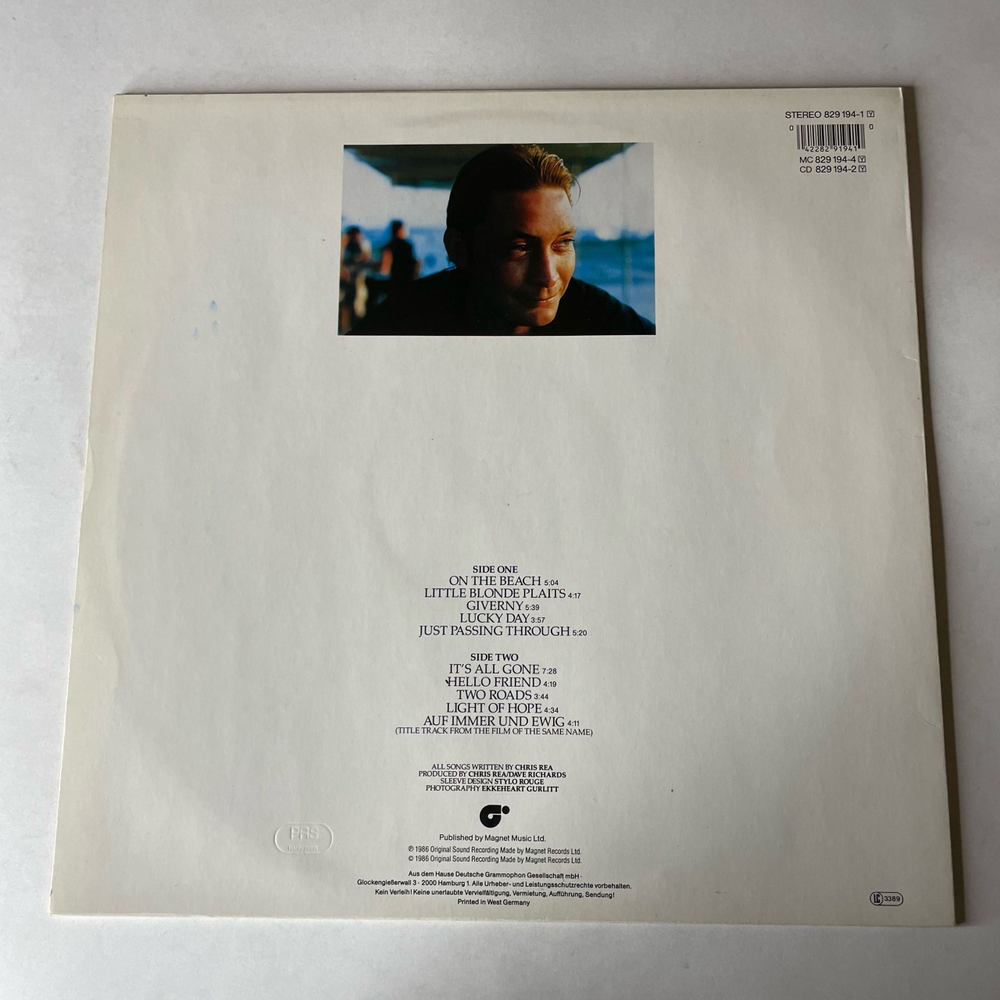 STEREO 829 194-1 Y
0 42282 91941 0
MC 829 194-4 Y
CD 829 194-2 Y
SIDE ONE
ON THE BEACH 5:04
LITTLE BLONDE PLAITS 4:17
GIVERNY 5:39
LUCKY DAY 3:57
JUST PASSING THROUGH 5:20
SIDE TWO
IT'S ALL GONE 7:28
HELLO FRIEND 4:19
TWO ROADS 3:44
LIGHT OF HOPE 4:34
AUF IMMER UND EWIG 4:11
(TITLE TRACK FROM THE FILM OF THE SAME NAME)
ALL SONGS WRITTEN BY CHRIS REA
PRODUCED BY CHRIS REA/DAVE RICHARDS
SLEEVE DESIGN STYLO ROUGE
PHOTOGRAPHY EKKEHEART GURLITT
PRS
Published by Magnet Music Ltd.
℗ 1986 Original Sound Recording Made by Magnet Records Ltd.
© 1986 Original Sound Recording Made by Magnet Records Ltd.
Aus dem Hause Deutsche Grammophon Gesellschaft mbH ·
Glockengießerwall 3 · 2000 Hamburg 1. Alle Urheber- und Leistungsschutzrechte vorbehalten.
Kein Verleih! Keine unerlaubte Vervielfältigung, Vermietung, Aufführung, Sendung!
Printed in West Germany
LC 3389